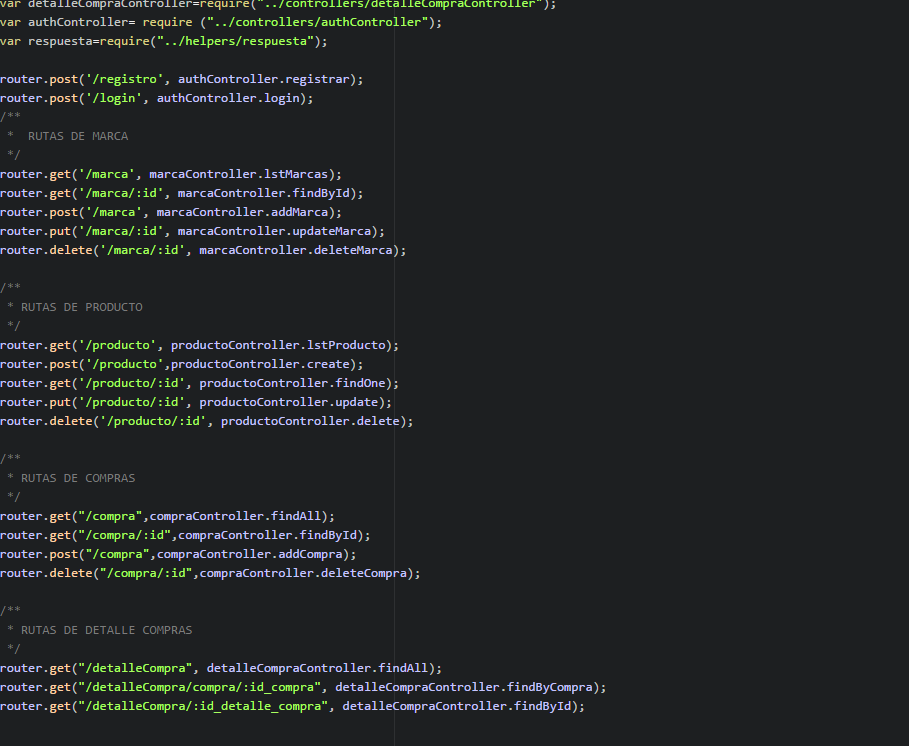 var detalleCompraController=require("../controllers/detalleCompraController");
var authController= require ("../controllers/authController");
var respuesta=require("../helpers/respuesta");
router.post('/registro', authController.registrar);
router.post('/login', authController.login);
/**
 *  RUTAS DE MARCA
 */
router.get('/marca', marcaController.lstMarcas);
router.get('/marca/:id', marcaController.findById);
router.post('/marca', marcaController.addMarca);
router.put('/marca/:id', marcaController.updateMarca);
router.delete('/marca/:id', marcaController.deleteMarca);
/**
 * RUTAS DE PRODUCTO
 */
router.get('/producto', productoController.lstProducto);
router.post('/producto',productoController.create);
router.get('/producto/:id', productoController.findOne);
router.put('/producto/:id', productoController.update);
router.delete('/producto/:id', productoController.delete);
/**
 * RUTAS DE COMPRAS
 */
router.get("/compra",compraController.findAll);
router.get("/compra/:id",compraController.findById);
router.post("/compra",compraController.addCompra);
router.delete("/compra/:id",compraController.deleteCompra);
/**
 * RUTAS DE DETALLE COMPRAS
 */
router.get("/detalleCompra", detalleCompraController.findAll);
router.get("/detalleCompra/compra/:id_compra", detalleCompraController.findByCompra);
router.get("/detalleCompra/:id_detalle_compra", detalleCompraController.findById);